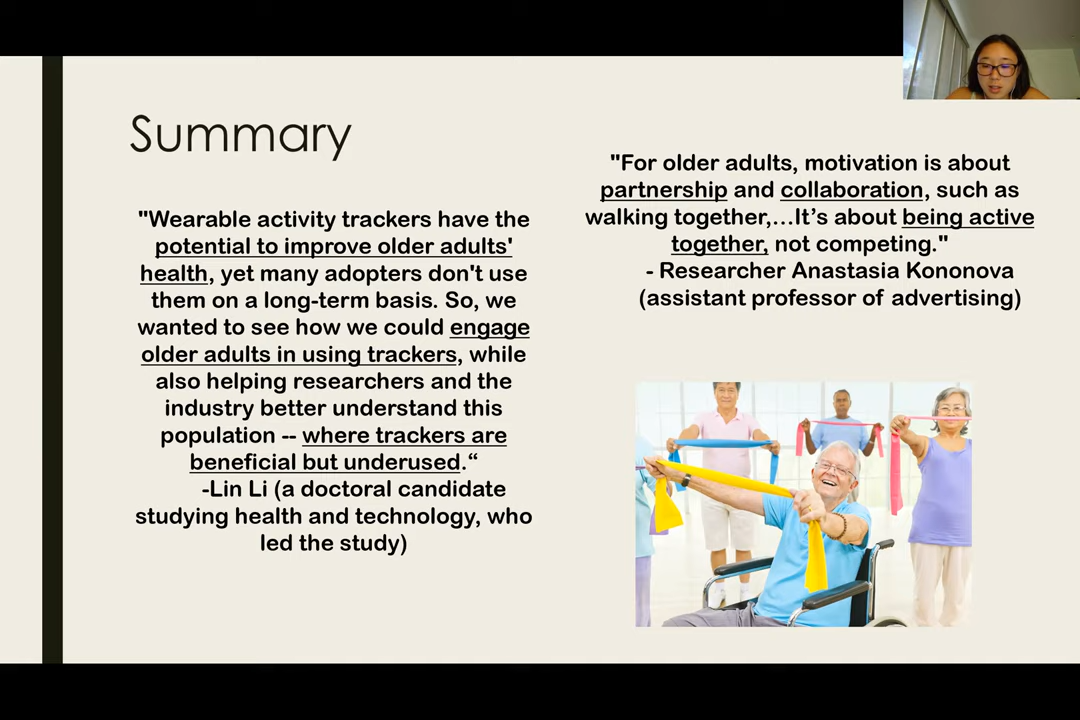 Summary
"Wearable activity trackers have the
potential to improve older adults'
health, yet many adopters don't use
them on a long-term basis. So, we
wanted to see how we could engage
older adults in using trackers, while
also helping researchers and the
industry better understand this
population -- where trackers are
beneficial but underused.“
-Lin Li (a doctoral candidate
studying health and technology, who
led the study)
"For older adults, motivation is about
partnership and collaboration, such as
walking together,...It’s about being active
together, not competing."
- Researcher Anastasia Kononova
(assistant professor of advertising)